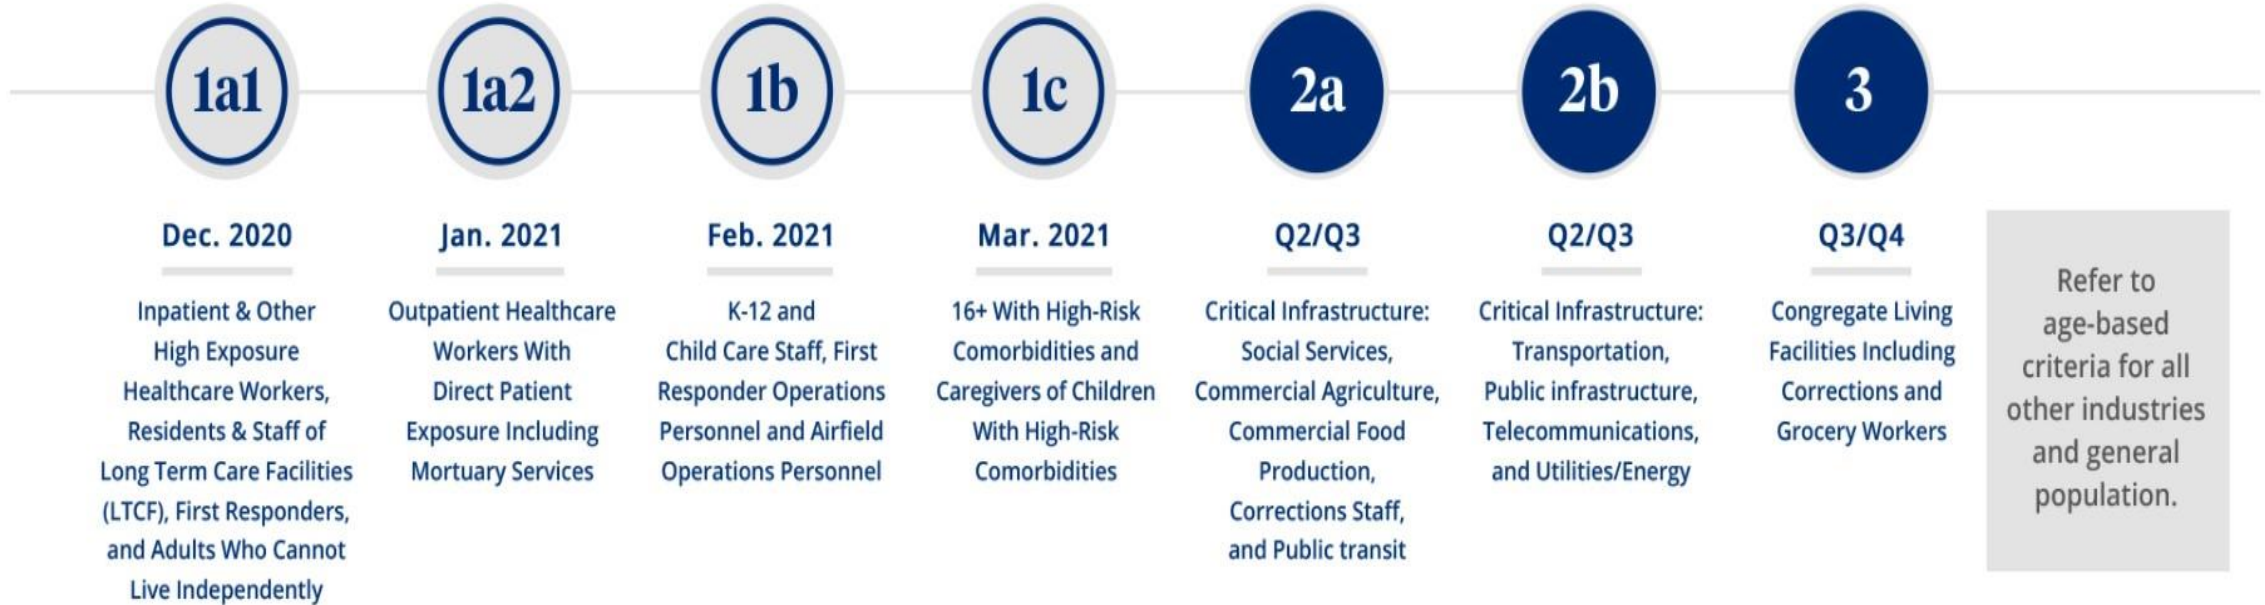 1a1
Dec. 2020
Inpatient & Other
High Exposure
Healthcare Workers,
Residents & Staff of
Long Term Care Facilities
(LTCF), First Responders,
and Adults Who Cannot
Live Independently
1a2
Jan. 2021
Outpatient Healthcare
Workers With
Direct Patient
Exposure Including
Mortuary Services
1b
Feb. 2021
K-12 and
Child Care Staff, First
Responder Operations
Personnel and Airfield
Operations Personnel
1c
Mar. 2021
16+ With High-Risk
Comorbidities and
Caregivers of Children
With High-Risk
Comorbidities
2a
Q2/Q3
Critical Infrastructure:
Social Services,
Commercial Agriculture,
Commercial Food
Production,
Corrections Staff,
and Public transit
2b
Q2/Q3
Critical Infrastructure:
Transportation,
Public infrastructure,
Telecommunications,
and Utilities/Energy
3
Q3/Q4
Congregate Living
Facilities Including
Corrections and
Grocery Workers
Refer to
age-based
criteria for all
other industries
and general
population.